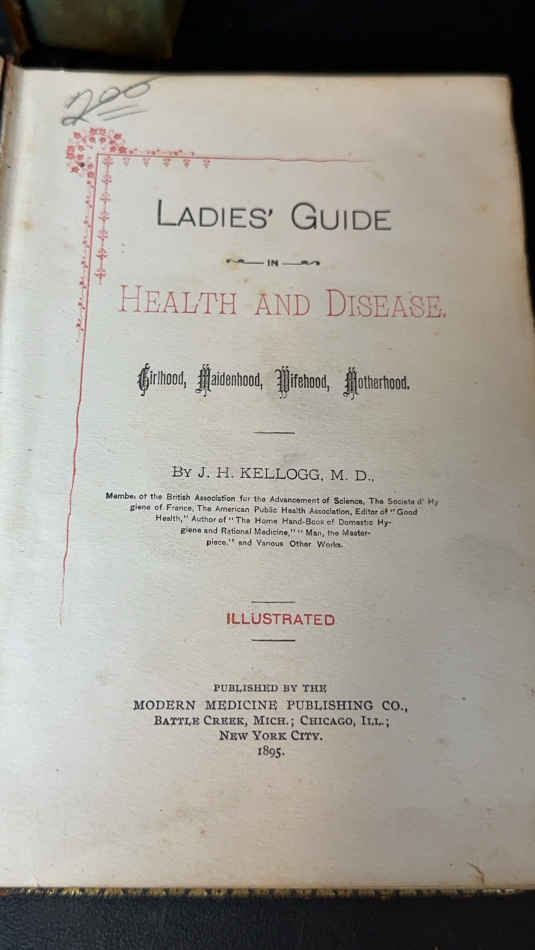 200
LADIES' GUIDE
IN
HEALTH AND DISEASE.
Girlhood, Maidenhood, Wifehood, Motherhood.
BY J. H. KELLOGG, M. D.,
Member of the British Association for the Advancement of Science, The Societe d' Hy-
giene of France, The American Public Health Association, Editor of "Good
Health," Author of "The Home Hand-Book of Domestic Hy-
giene and Rational Medicine," "Man, the Master-
piece," and Various Other Works.
ILLUSTRATED
PUBLISHED BY THE
MODERN MEDICINE PUBLISHING CO.,
BATTLE CREEK, MICH.; CHICAGO, ILL.;
NEW YORK CITY.
1895.